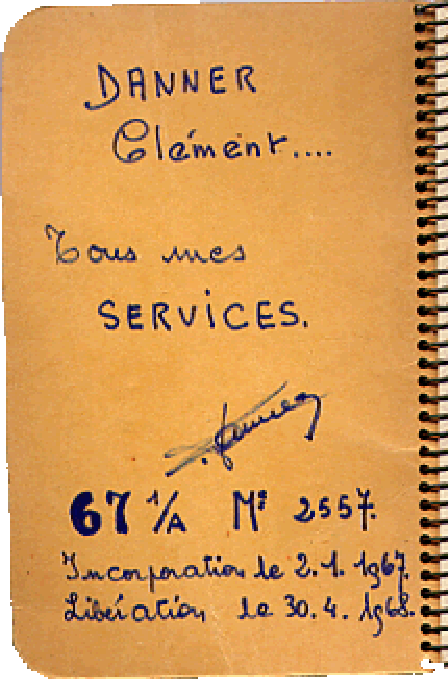 DANNER
Clément....
Tous mes
SERVICES.
67 1/A Mle 2557.
Incorporation le 2.1.1967.
Libération le 30.4.1968.